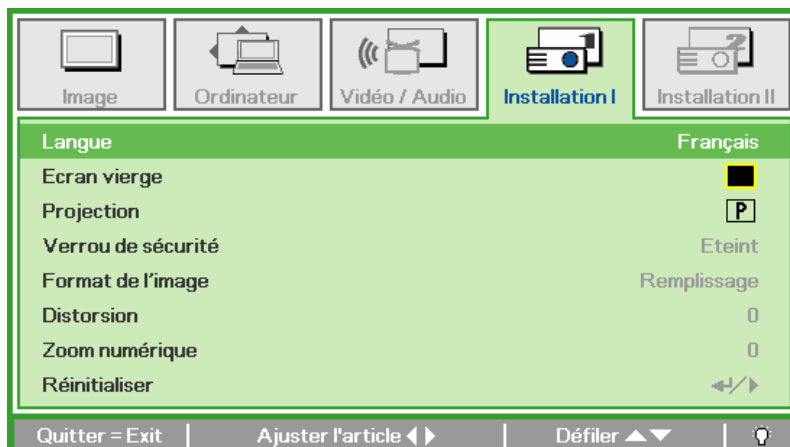 Image
Ordinateur
Vidéo / Audio
Installation I
Installation II
Langue Français
Ecran vierge
Projection P
Verrou de sécurité Eteint
Format de l'image Remplissage
Distorsion 0
Zoom numérique 0
Réinitialiser
Quitter = Exit Ajuster l'article Défiler